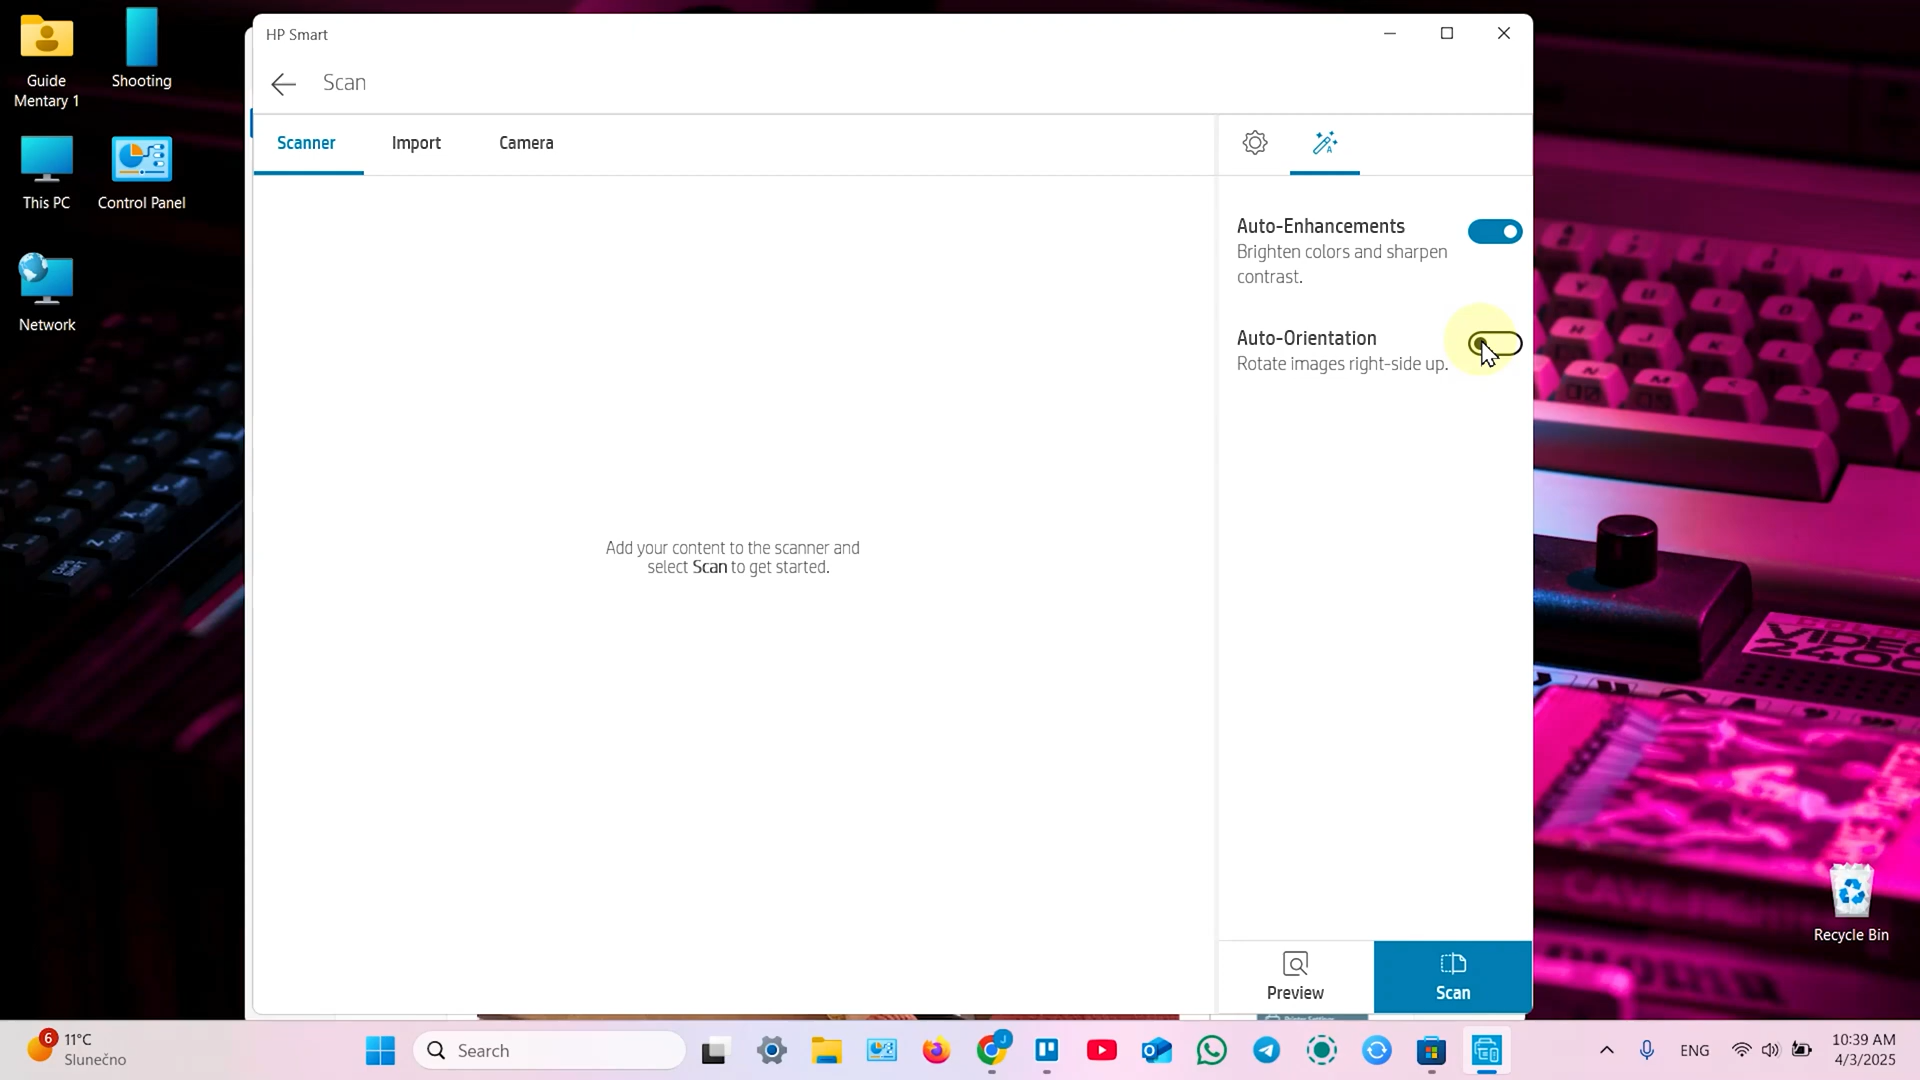 Guide
Mentary 1
Shooting
This PC
Control Panel
Network
HP Smart
Scan
Scanner
Import
Camera
Auto-Enhancements
Brighten colors and sharpen
contrast.
Auto-Orientation
Rotate images right-side up.
Add your content to the scanner and
select Scan to get started.
Preview
Scan
VIDEO
Recycle Bin
6
11°C
Slunečno
Search
J
ENG
10:39 AM
4/3/2025